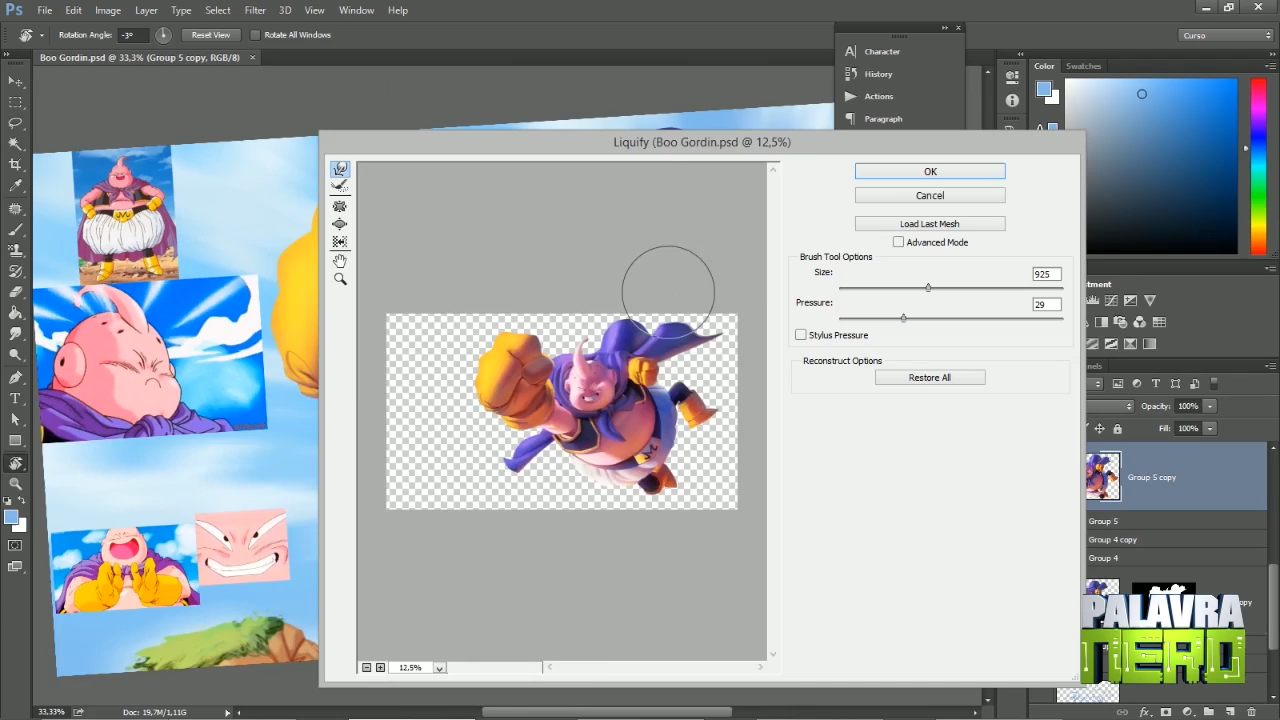 Ps File Edit Image Layer Type Select Filter 3D View Window Help
Rotation Angle: -3° Reset View Rotate All Windows
Curso
Boo Gordin.psd @ 33,3% (Group 5 copy, RGB/8) ×
Character
History
Actions
Paragraph
Color Swatches
Liquify (Boo Gordin.psd @ 12,5%)
OK
Cancel
Load Last Mesh
Advanced Mode
Brush Tool Options
Size: 925
Pressure: 29
Stylus Pressure
Reconstruct Options
Restore All
stment
nels
Opacity: 100%
Fill: 100%
Group 5 copy
Group 5
Group 4 copy
Group 4
PALAVRA
NERD
12,5%
33,33% Doc: 19,7M/1,11G